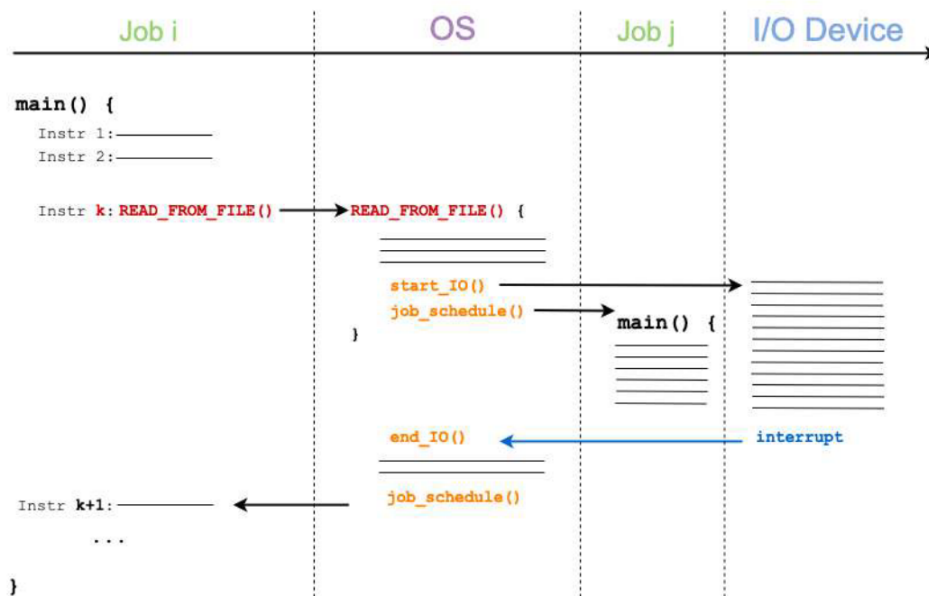 Job i OS Job j I/O Device
main() {
Instr 1:
Instr 2:
Instr k: READ_FROM_FILE() READ_FROM_FILE() {
start_IO()
job_schedule()
main() {
}
end_IO() interrupt
job_schedule()
Instr k+1:
...
}